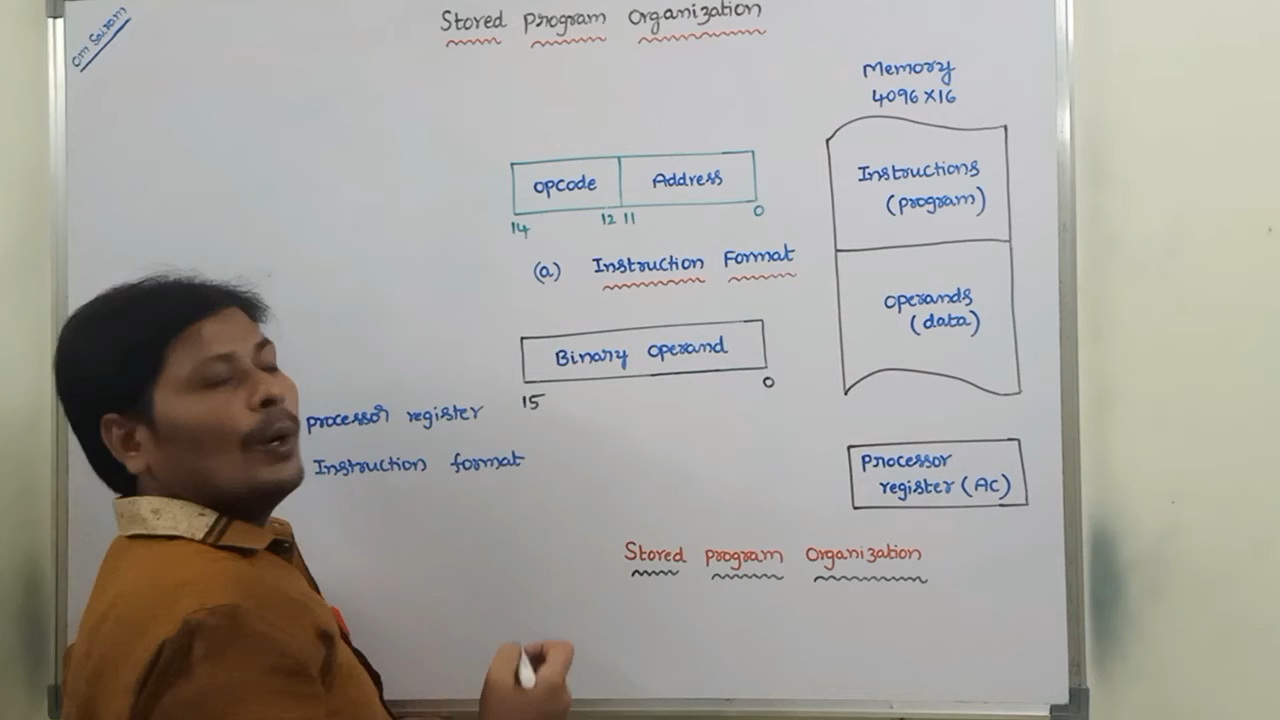 Om Sairam
Stored Program Organization
Memory
4096 X 16
Opcode Address
14 12 11 0
(a) Instruction Format
Instructions
(program)
Operands
(data)
Binary Operand
15 0
processor register
Instruction format
Processor
register (AC)
Stored program Organization